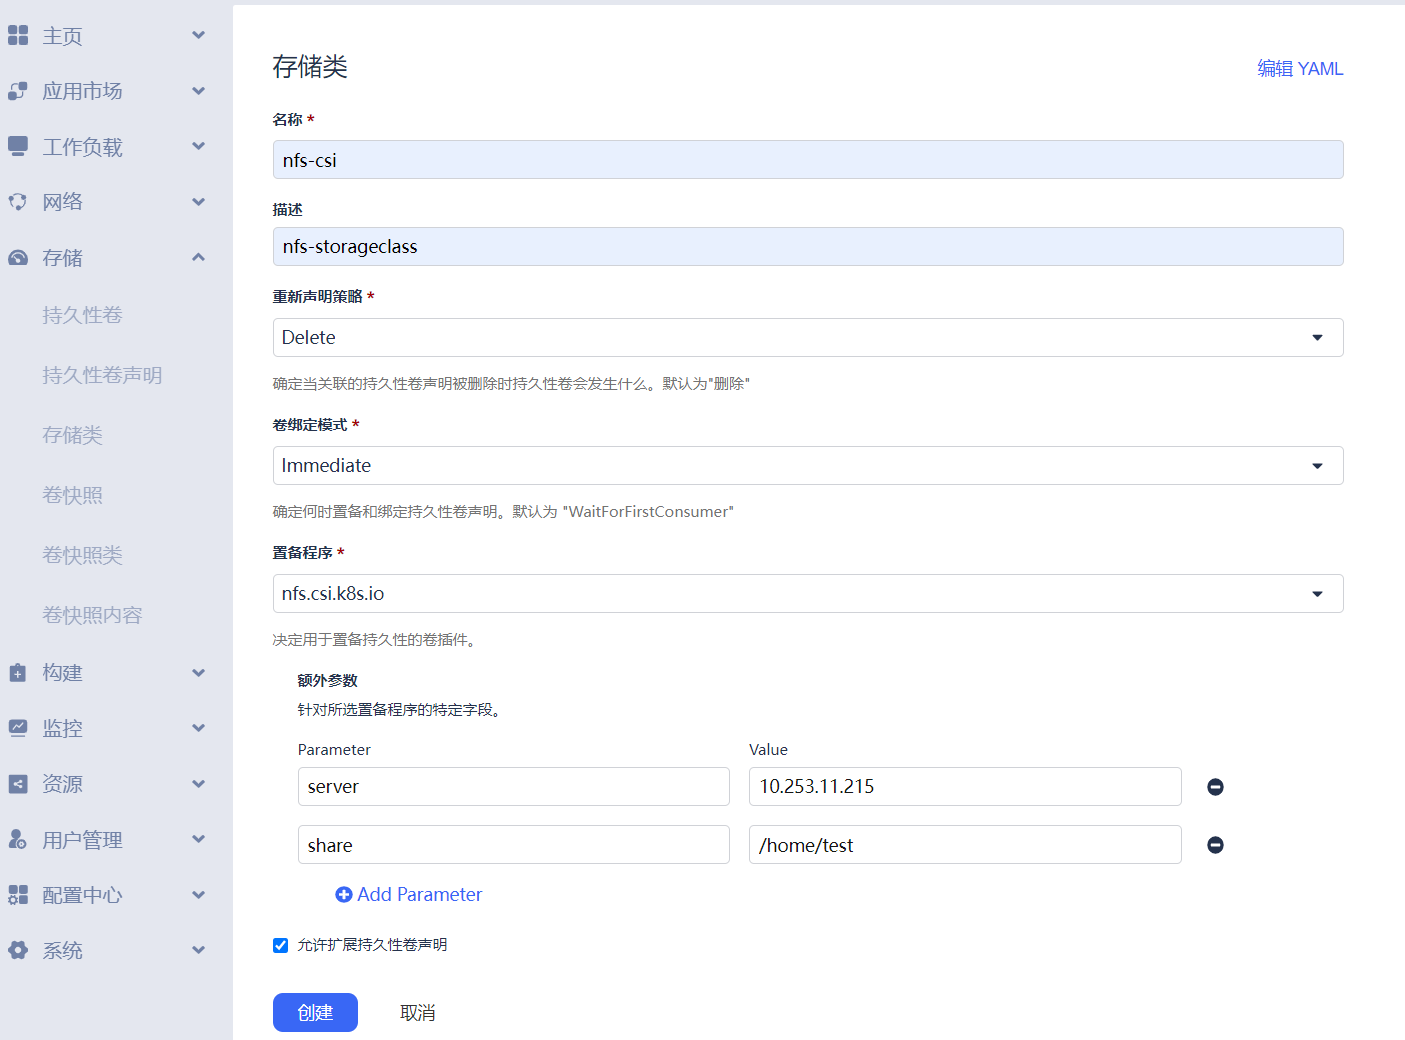 主页
应用市场
工作负载
网络
存储
持久性卷
持久性卷声明
存储类
卷快照
卷快照类
卷快照内容
构建
监控
资源
用户管理
配置中心
系统
存储类
编辑 YAML
名称 *
nfs-csi
描述
nfs-storageclass
重新声明策略 *
Delete
确定当关联的持久性卷声明被删除时持久性卷会发生什么。默认为"删除"
卷绑定模式 *
Immediate
确定何时置备和绑定持久性卷声明。默认为 "WaitForFirstConsumer"
置备程序 *
nfs.csi.k8s.io
决定用于置备持久性的卷插件。
额外参数
针对所选置备程序的特定字段。
Parameter Value
server 10.253.11.215
share /home/test
Add Parameter
允许扩展持久性卷声明
创建 取消